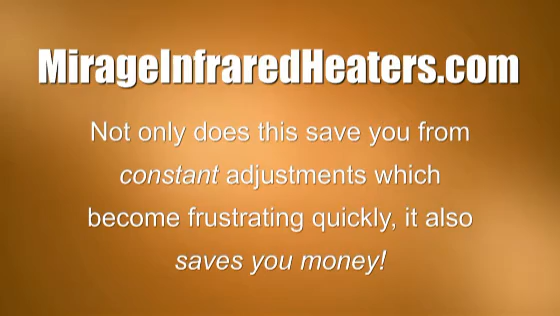 MirageInfraredHeaters.com
Not only does this save you from
constant adjustments which
become frustrating quickly, it also
saves you money!